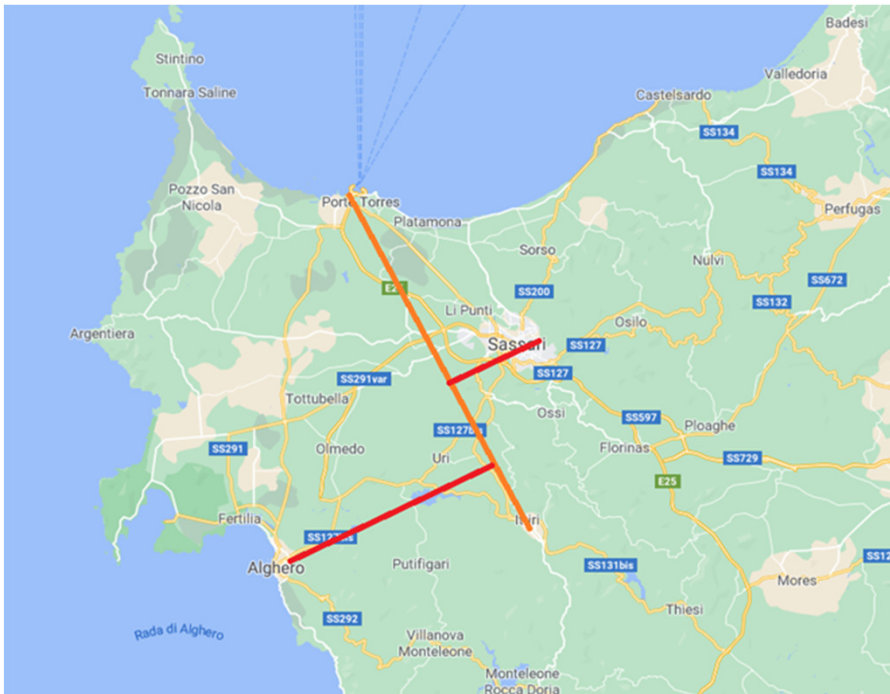 Badesi
Stintino
Valledoria
Tonnara Saline
Castelsardo
SS134
SS134
Pozzo San
Nicola
Porto Torres
Perfugas
Platamona
Sorso
Nulvi
SS672
SS200
SS132
Li Punti
Osilo
Argentiera
Sassari
SS127
SS127
SS291var
Tottubella
Ossi
SS597
Ploaghe
SS127bis
SS291
Olmedo
Uri
Florinas
SS729
E25
Fertilia
Ittiri
SS127bis
Alghero
Putifigari
SS131bis
Mores
Thiesi
SS292
Rada di Alghero
Villanova
Monteleone
Monteleone
Rocca Doria